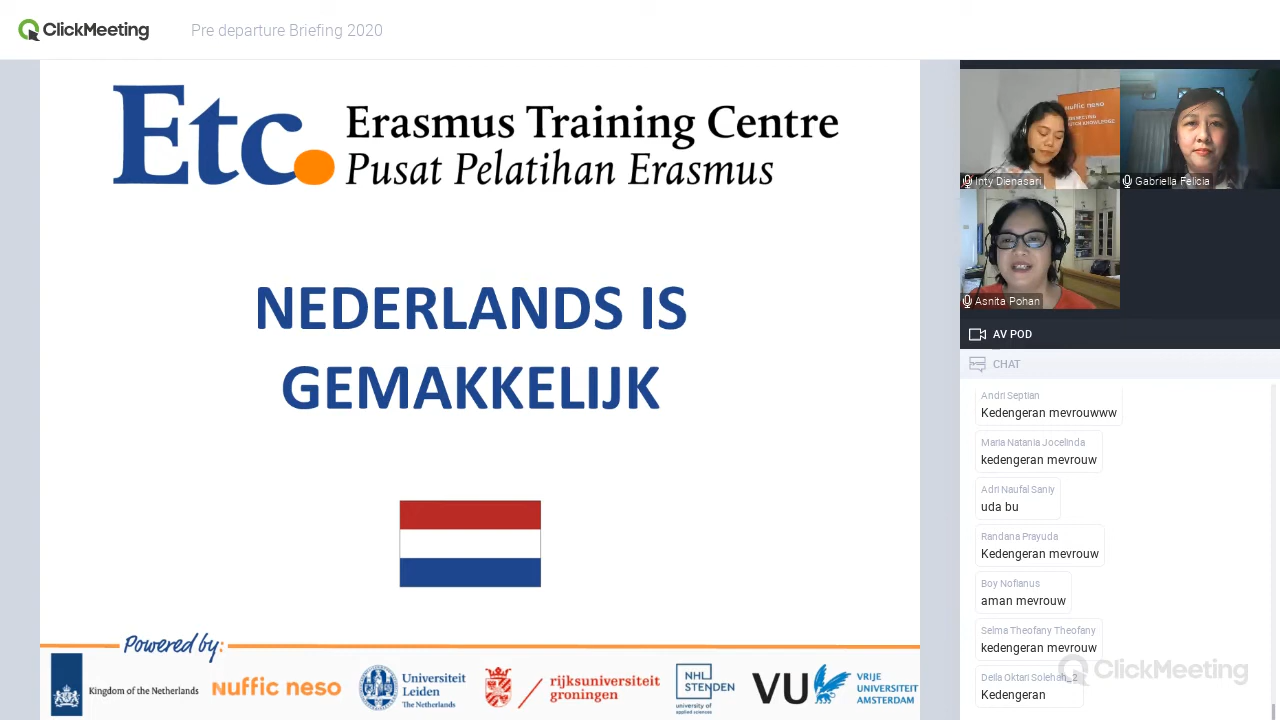 ClickMeeting
Pre departure Briefing 2020
Etc.
Erasmus Training Centre
Pusat Pelatihan Erasmus
NEDERLANDS IS
GEMAKKELIJK
Powered by:
Kingdom of the Netherlands
nuffic neso
Universiteit
Leiden
The Netherlands
rijksuniversiteit
groningen
NHL
STENDEN
university of
applied sciences
VU
VRIJE
UNIVERSITEIT
AMSTERDAM
nuffic neso
Inty Dienasari
Gabriella Felicia
Asnita Pohan
AV POD
CHAT
Andri Septian
Kedengeran mevrouwww
Maria Natania Jocelinda
kedengeran mevrouw
Adri Naufal Saniy
uda bu
Randana Prayuda
Kedengeran mevrouw
Boy Nofianus
aman mevrouw
Selma Theofany Theofany
kedengeran mevrouw
Deila Oktari Solehah_2
Kedengeran
ClickMeeting